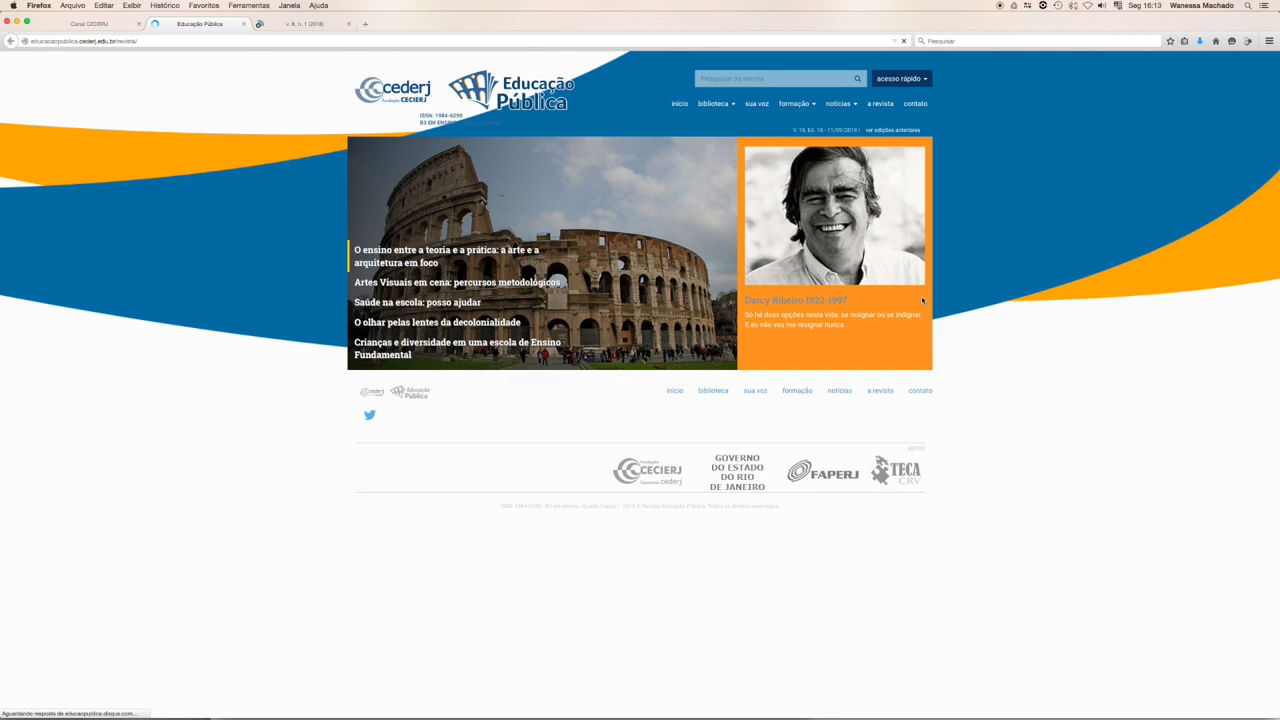 Firefox Arquivo Editar Exibir Histórico Favoritos Ferramentas Janela Ajuda Seg 16:13 Wanessa Machado
Canal CEDERJ Educação Pública v. 8, n. 1 (2018)
educacaopublica.cederj.edu.br/revista/ Pesquisar
cederj
Fundação CECIERJ
Educação
Pública
ISSN: 1984-6290
B3 EM ENSINO
Pesquisar na revista acesso rápido
início biblioteca sua voz formação notícias a revista contato
V. 18, Ed. 18 - 11/09/2018 | ver edições anteriores
O ensino entre a teoria e a prática: a arte e a
arquitetura em foco
Artes Visuais em cena: percursos metodológicos
Saúde na escola: posso ajudar
O olhar pelas lentes da decolonialidade
Crianças e diversidade em uma escola de Ensino
Fundamental
Darcy Ribeiro 1922-1997
Só há duas opções nesta vida: se resignar ou se indignar.
E eu não vou me resignar nunca.
cederj Educação
Pública
início biblioteca sua voz formação notícias a revista contato
apoios
Fundação
CECIERJ
Consórcio cederj
GOVERNO
DO ESTADO
DO RIO
DE JANEIRO
FAPERJ
TECA
CRV
ISSN: 1984-6290 - B3 em ensino - Qualis, Capes | - 2018 © Revista Educação Pública. Todos os direitos reservados.
Aguardando resposta de educaopublica.disqus.com...